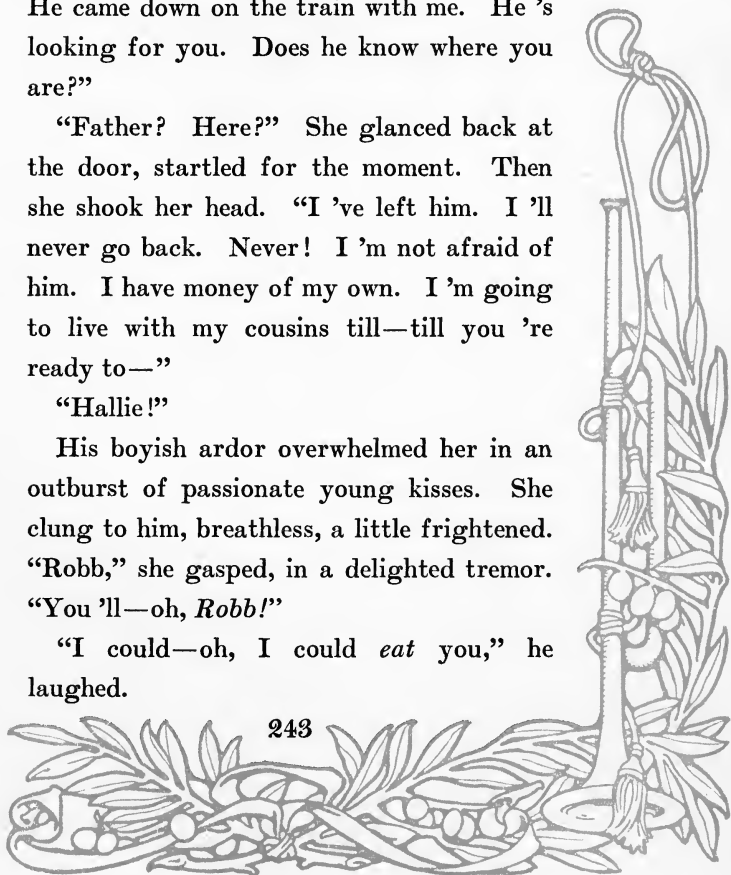 He came down on the train with me. He 's
looking for you. Does he know where you
are?”
“Father? Here?” She glanced back at
the door, startled for the moment. Then
she shook her head. “I 've left him. I 'll
never go back. Never! I 'm not afraid of
him. I have money of my own. I 'm going
to live with my cousins till—till you 're
ready to—”
“Hallie!”
His boyish ardor overwhelmed her in an
outburst of passionate young kisses. She
clung to him, breathless, a little frightened.
“Robb,” she gasped, in a delighted tremor.
“You 'll—oh, Robb!”
“I could—oh, I could eat you,” he
laughed.
243